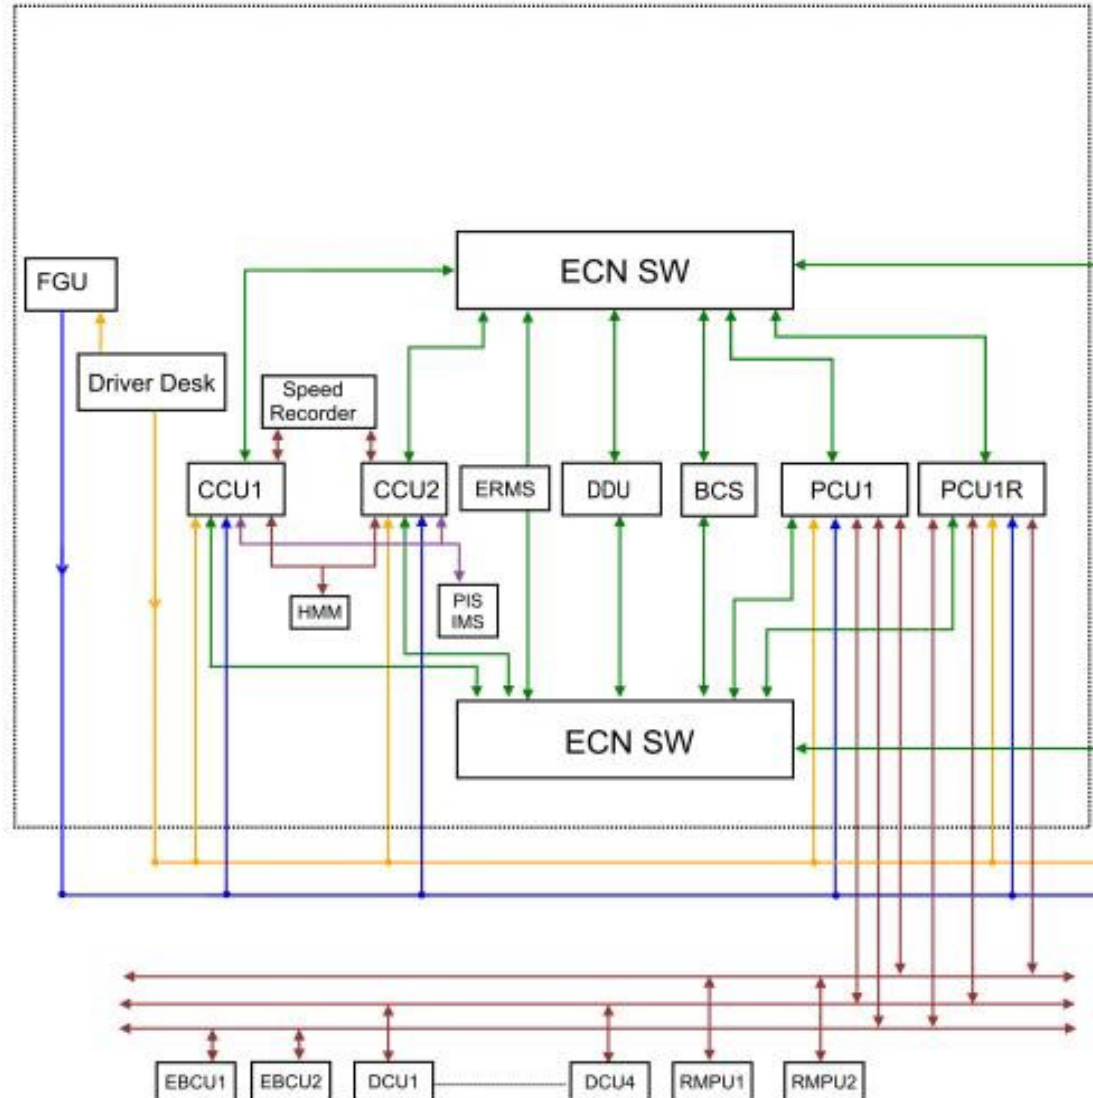 ECN SW
FGU
Driver Desk
Speed
Recorder
CCU1
CCU2
ERMS
DDU
BCS
PCU1
PCU1R
HMM
PIS
IMS
ECN SW
EBCU1
EBCU2
DCU1
DCU4
RMPU1
RMPU2